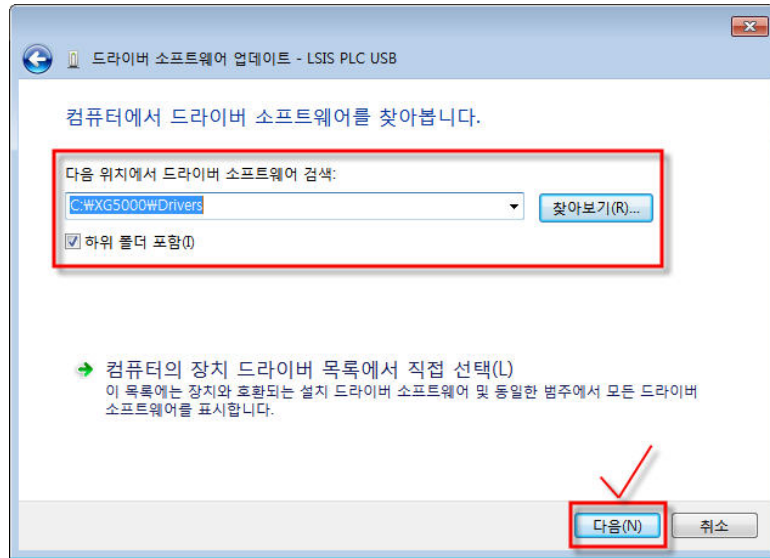 드라이버 소프트웨어 업데이트 - LSIS PLC USB
컴퓨터에서 드라이버 소프트웨어를 찾아봅니다.
다음 위치에서 드라이버 소프트웨어 검색:
C:₩XG5000₩Drivers
찾아보기(R)...
하위 폴더 포함(I)
컴퓨터의 장치 드라이버 목록에서 직접 선택(L)
이 목록에는 장치와 호환되는 설치 드라이버 소프트웨어 및 동일한 범주에서 모든 드라이버
소프트웨어를 표시합니다.
다음(N)
취소